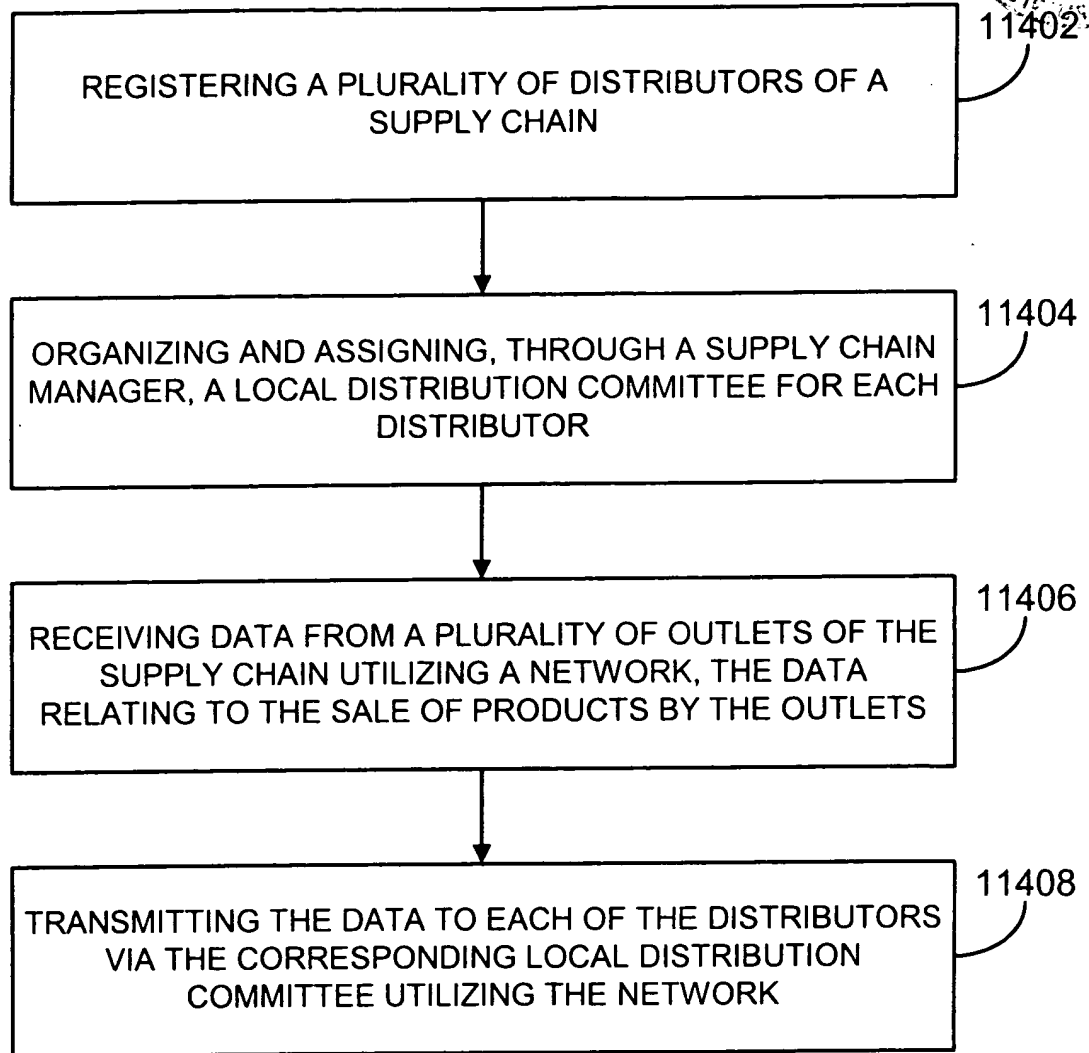 11402
REGISTERING A PLURALITY OF DISTRIBUTORS OF A
SUPPLY CHAIN
11404
ORGANIZING AND ASSIGNING, THROUGH A SUPPLY CHAIN
MANAGER, A LOCAL DISTRIBUTION COMMITTEE FOR EACH
DISTRIBUTOR
11406
RECEIVING DATA FROM A PLURALITY OF OUTLETS OF THE
SUPPLY CHAIN UTILIZING A NETWORK, THE DATA
RELATING TO THE SALE OF PRODUCTS BY THE OUTLETS
11408
TRANSMITTING THE DATA TO EACH OF THE DISTRIBUTORS
VIA THE CORRESPONDING LOCAL DISTRIBUTION
COMMITTEE UTILIZING THE NETWORK